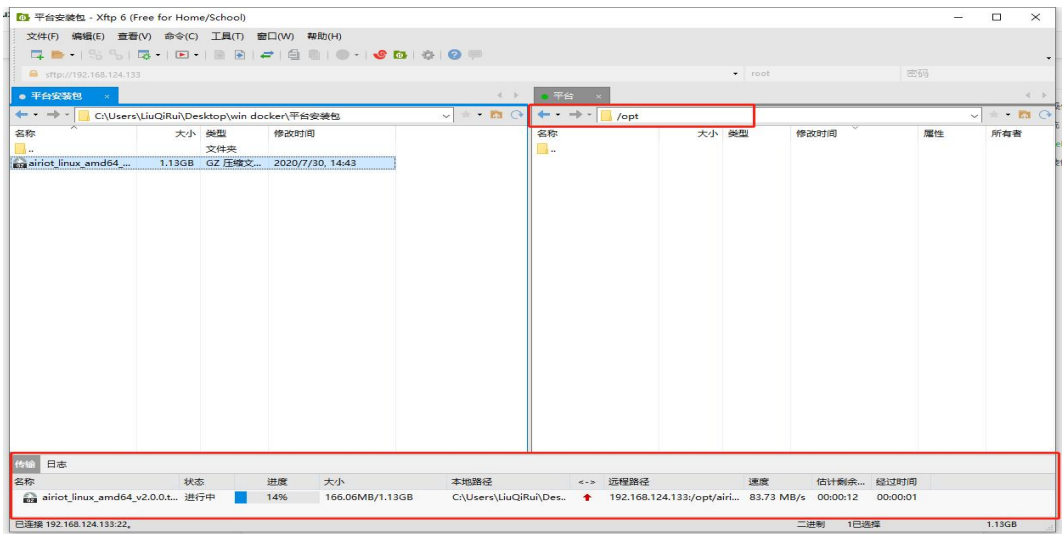 平台安装包 - Xftp 6 (Free for Home/School)
文件(F) 编辑(E) 查看(V) 命令(C) 工具(T) 窗口(W) 帮助(H)
sftp://192.168.124.133 root 密码
平台安装包 平台
C:\Users\LiuQiRui\Desktop\win docker\平台安装包 /opt
名称 大小 类型 修改时间 名称 大小 类型 修改时间 属性 所有者
.. 文件夹 ..
airiot_linux_amd64_... 1.13GB GZ 压缩文... 2020/7/30, 14:43
传输 日志
名称 状态 进度 大小 本地路径 <-> 远程路径 速度 估计剩余... 经过时间
airiot_linux_amd64_v2.0.0.t... 进行中 14% 166.06MB/1.13GB C:\Users\LiuQiRui\Des.. 192.168.124.133:/opt/airi... 83.73 MB/s 00:00:12 00:00:01
已连接 192.168.124.133:22。 二进制 1已选择 1.13GB